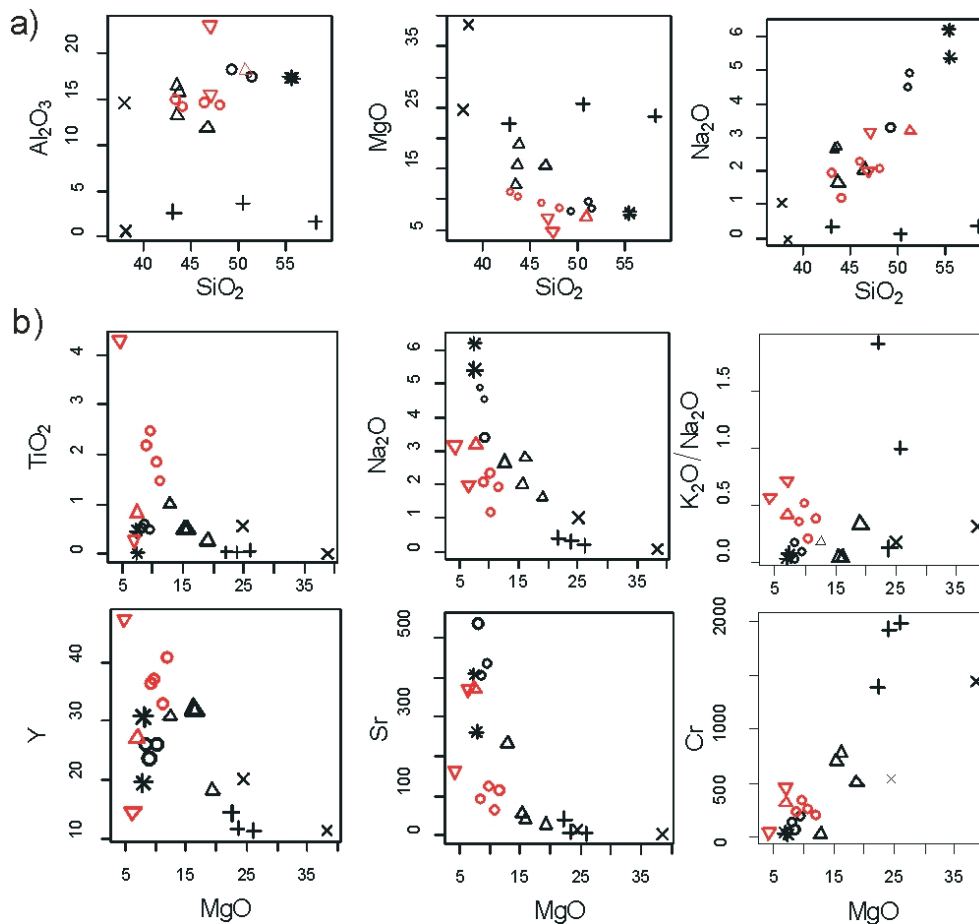 a)
Al₂O₃
0 5 10 15 20
40 45 50 55
SiO₂
MgO
5 15 25 35
40 45 50 55
SiO₂
Na₂O
0 1 2 3 4 5 6
40 45 50 55
SiO₂
b)
TiO₂
0 1 2 3 4
5 15 25 35
Na₂O
0 1 2 3 4 5 6
5 15 25 35
K₂O / Na₂O
0.0 0.5 1.0 1.5
5 15 25 35
Y
10 20 30 40
5 15 25 35
MgO
Sr
0 100 300 500
5 15 25 35
MgO
Cr
0 500 1000 2000
5 15 25 35
MgO